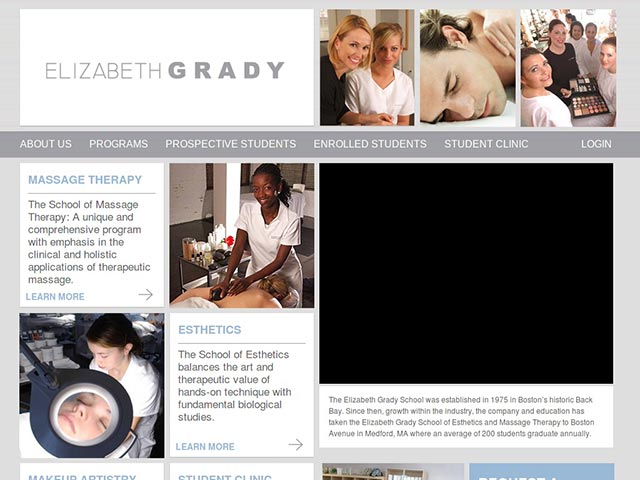 ELIZABETH GRADY
ABOUT US PROGRAMS PROSPECTIVE STUDENTS ENROLLED STUDENTS STUDENT CLINIC LOGIN
MASSAGE THERAPY
The School of Massage
Therapy: A unique and
comprehensive program
with emphasis in the
clinical and holistic
applications of therapeutic
massage.
LEARN MORE
ESTHETICS
The School of Esthetics
balances the art and
therapeutic value of
hands-on technique with
fundamental biological
studies.
LEARN MORE
The Elizabeth Grady School was established in 1975 in Boston's historic Back
Bay. Since then, growth within the industry, the company and education has
taken the Elizabeth Grady School of Esthetics and Massage Therapy to Boston
Avenue in Medford, MA where an average of 200 students graduate annually.
MAKEUP ARTISTRY
STUDENT CLINIC
REQUEST A